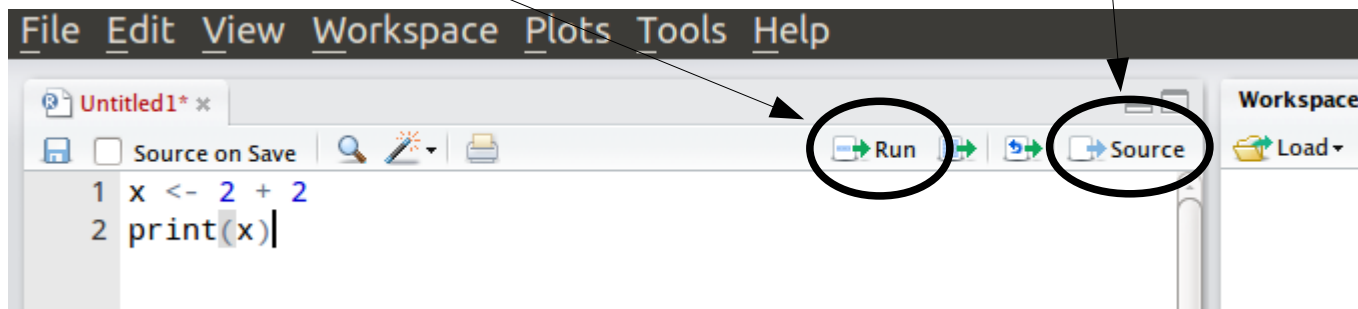 File Edit View Workspace Plots Tools Help
Untitled1* ×
Workspace
Source on Save Run Source Load
1 x <- 2 + 2
2 print(x)